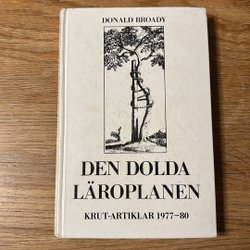 DONALD BROADY
DEN DOLDA
LÄROPLANEN
KRUT-ARTIKLAR 1977–80